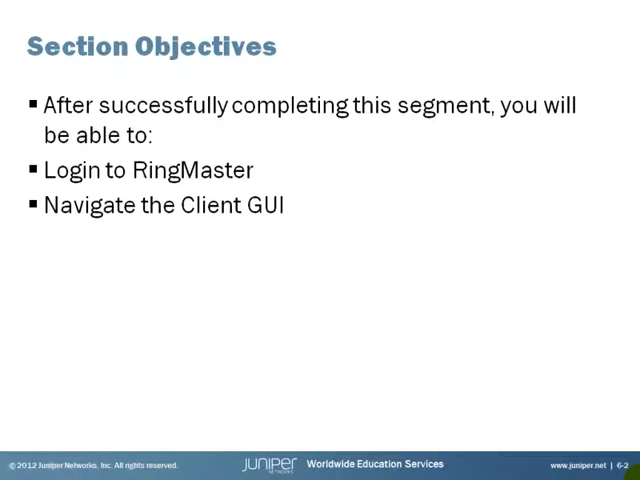 Section Objectives
▪ After successfully completing this segment, you will
be able to:
▪ Login to RingMaster
▪ Navigate the Client GUI
© 2012 Juniper Networks, Inc. All rights reserved. JUNIPER NETWORKS Worldwide Education Services www.juniper.net | 6-2